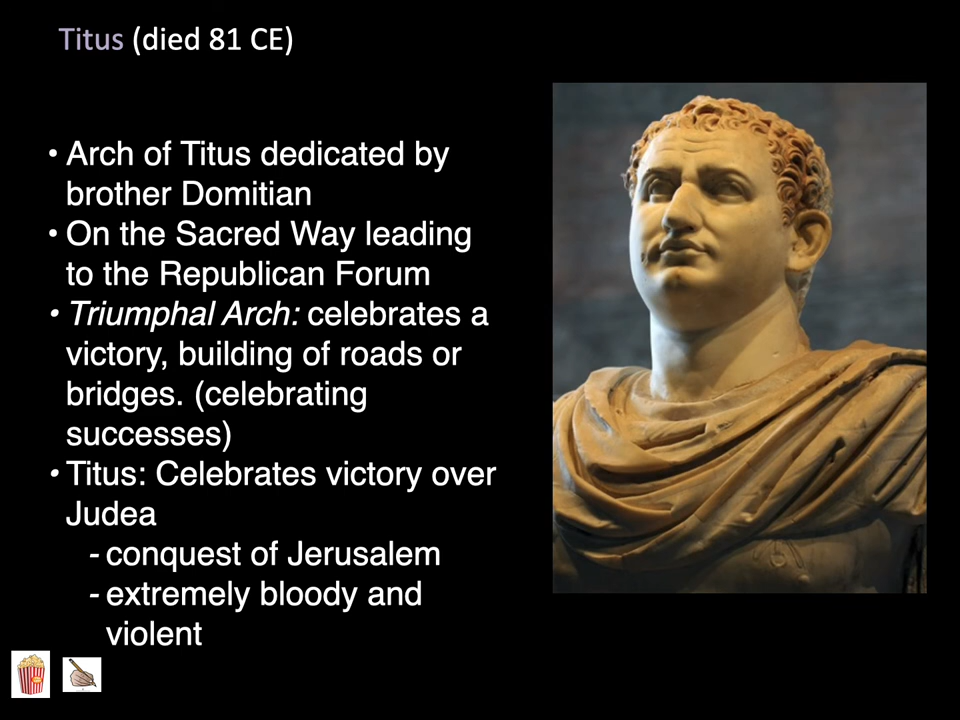 Titus (died 81 CE)
• Arch of Titus dedicated by
brother Domitian
• On the Sacred Way leading
to the Republican Forum
• Triumphal Arch: celebrates a
victory, building of roads or
bridges. (celebrating
successes)
• Titus: Celebrates victory over
Judea
- conquest of Jerusalem
- extremely bloody and
violent